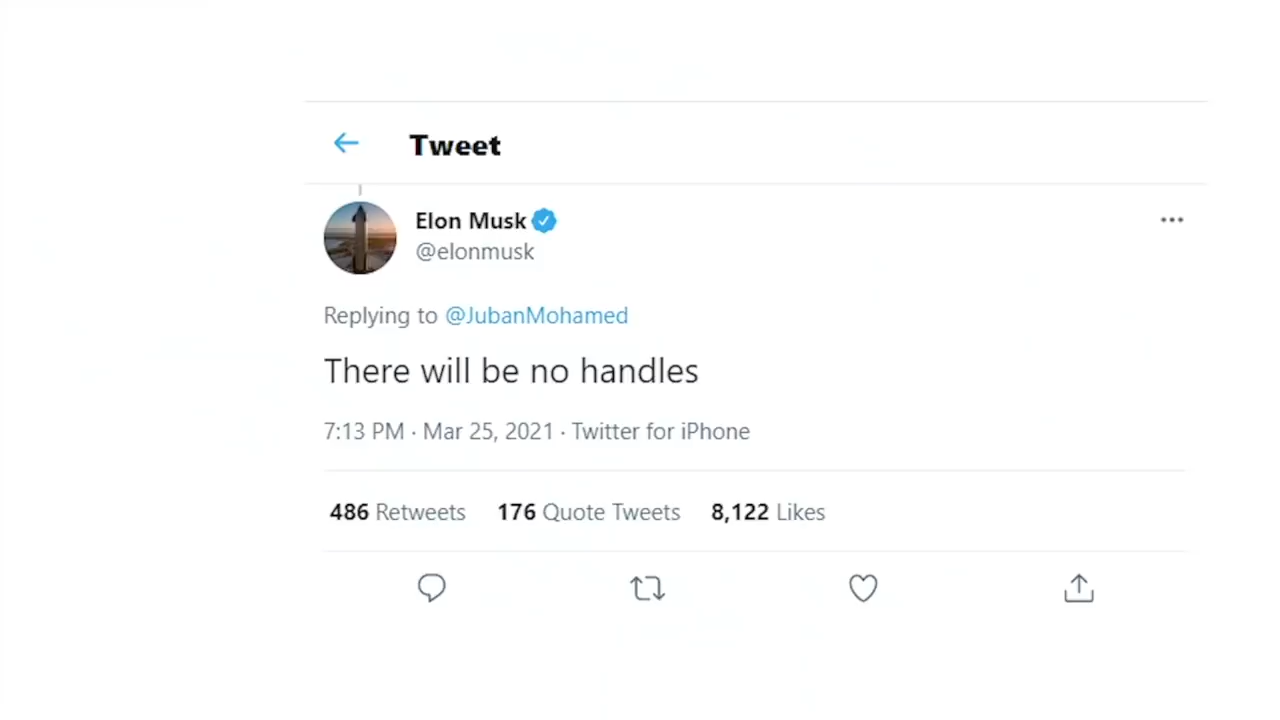 Tweet
Elon Musk
@elonmusk
Replying to @JubanMohamed
There will be no handles
7:13 PM · Mar 25, 2021 · Twitter for iPhone
486 Retweets 176 Quote Tweets 8,122 Likes